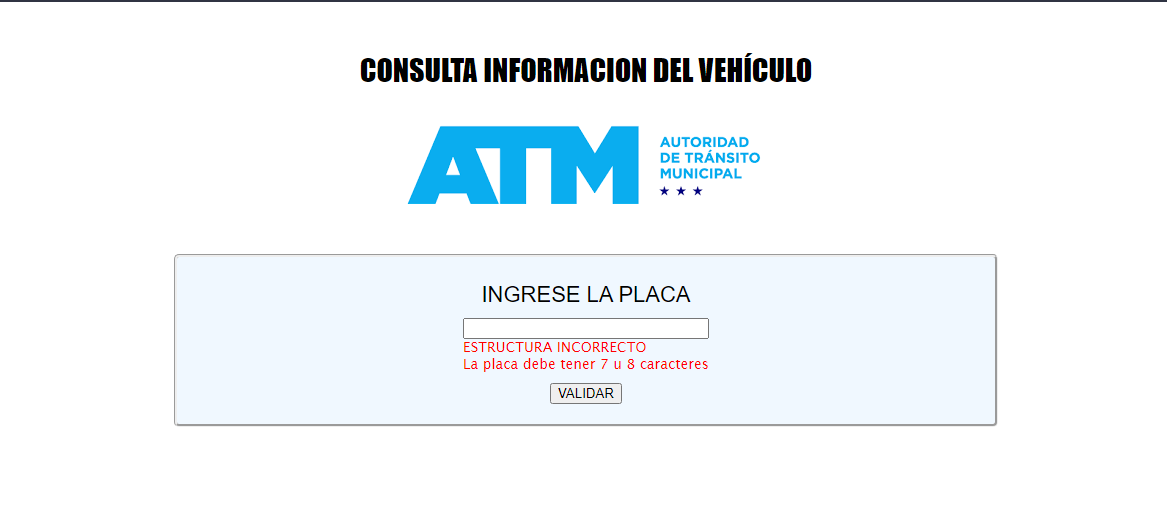 CONSULTA INFORMACION DEL VEHÍCULO
ATM
AUTORIDAD
DE TRÁNSITO
MUNICIPAL
INGRESE LA PLACA
ESTRUCTURA INCORRECTO
La placa debe tener 7 u 8 caracteres
VALIDAR